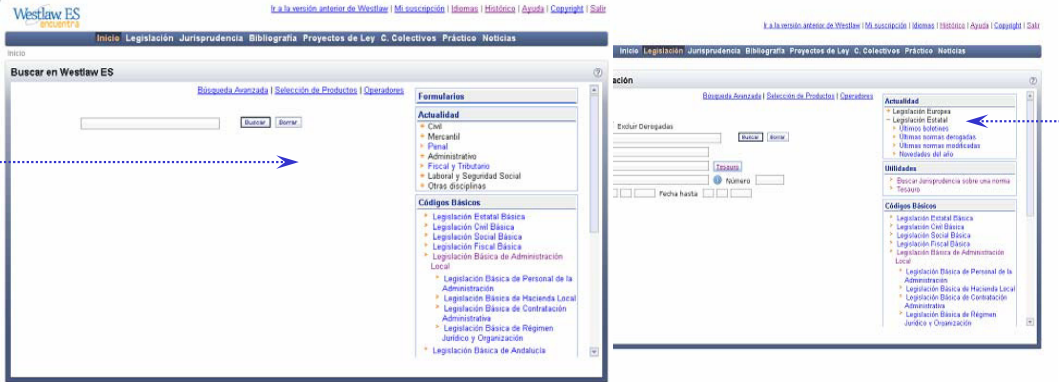 Westlaw ES
encuentra
Ir a la versión anterior de Westlaw | Mi suscripción | Idiomas | Histórico | Ayuda | Copyright | Salir
Inicio Legislación Jurisprudencia Bibliografía Proyectos de Ley C. Colectivos Práctico Noticias
Inicio
Buscar en Westlaw ES
Búsqueda Avanzada | Selección de Productos | Operadores
Buscar Borrar
Formularios
Actualidad
Civil
Mercantil
Penal
Administrativo
Fiscal y Tributario
Laboral y Seguridad Social
Otras disciplinas
Códigos Básicos
Legislación Estatal Básica
Legislación Civil Básica
Legislación Social Básica
Legislación Fiscal Básica
Legislación Básica de Administración
Local
Legislación Básica de Personal de la
Administración
Legislación Básica de Hacienda Local
Legislación Básica de Contratación
Administrativa
Legislación Básica de Régimen
Jurídico y Organización
Legislación Básica de Andalucía
Ir a la versión anterior de Westlaw | Mi suscripción | Idiomas | Histórico | Ayuda | Copyright | Salir
Inicio Legislación Jurisprudencia Bibliografía Proyectos de Ley C. Colectivos Práctico Noticias
ación
Búsqueda Avanzada | Selección de Productos | Operadores
Excluir Derogadas
Buscar Borrar
Tesauro
Número
Fecha hasta
Actualidad
Legislación Europea
Legislación Estatal
Últimos boletines
Últimas normas derogadas
Últimas normas modificadas
Novedades del año
Utilidades
Buscar Jurisprudencia sobre una norma
Tesauro
Códigos Básicos
Legislación Estatal Básica
Legislación Civil Básica
Legislación Social Básica
Legislación Fiscal Básica
Legislación Básica de Administración
Local
Legislación Básica de Personal de la
Administración
Legislación Básica de Hacienda Local
Legislación Básica de Contratación
Administrativa
Legislación Básica de Régimen
Jurídico y Organización